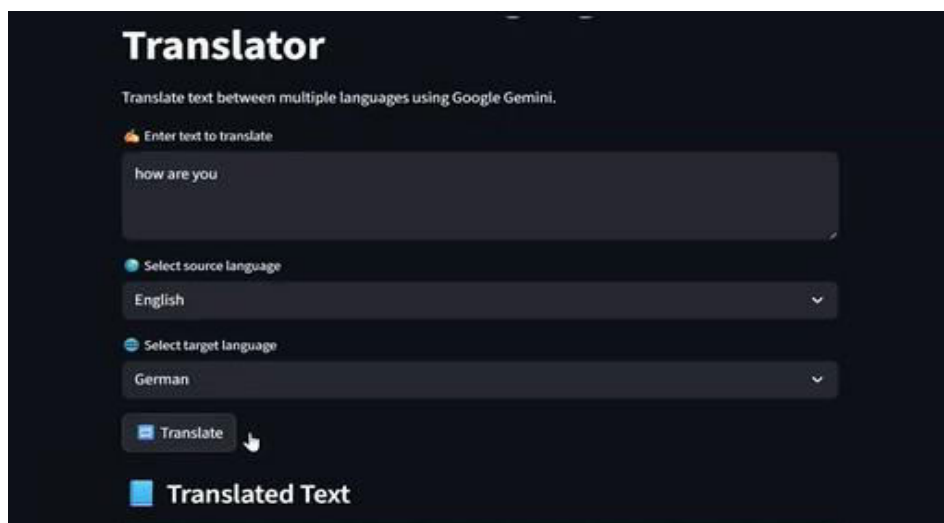 Translator
Translate text between multiple languages using Google Gemini.
Enter text to translate
how are you
Select source language
English
Select target language
German
Translate
Translated Text